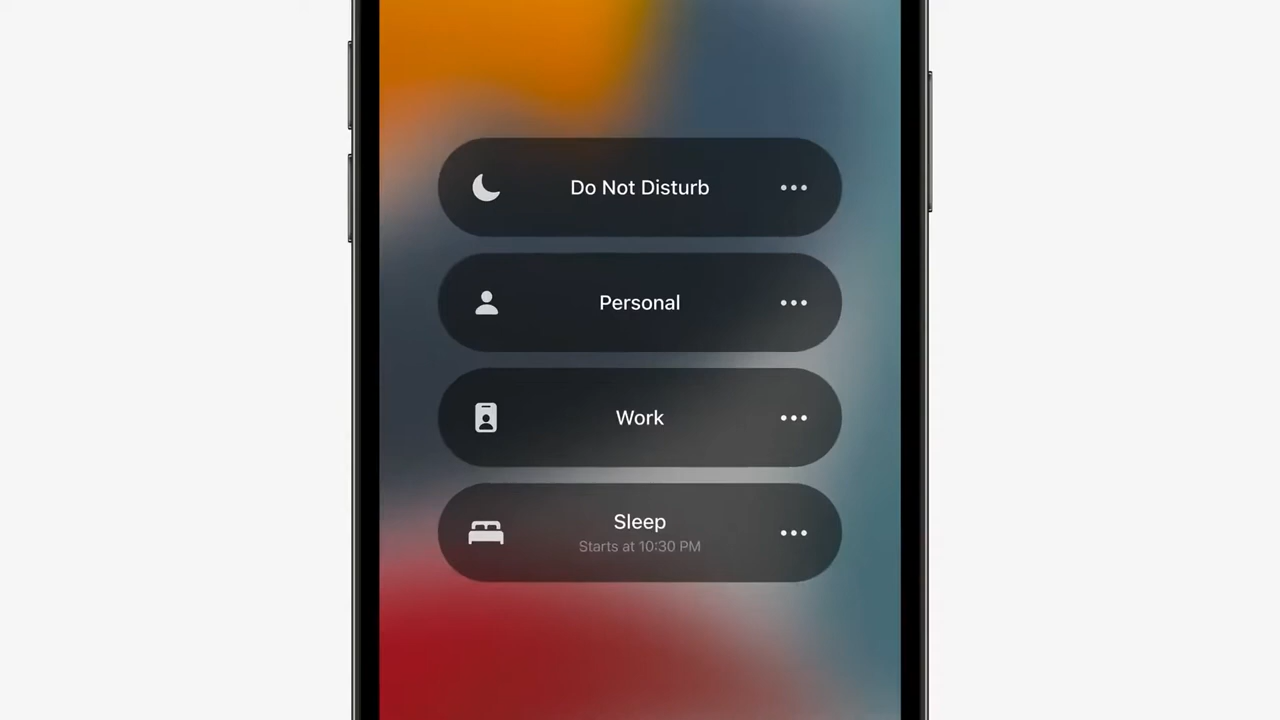 Do Not Disturb
Personal
Work
Sleep
Starts at 10:30 PM